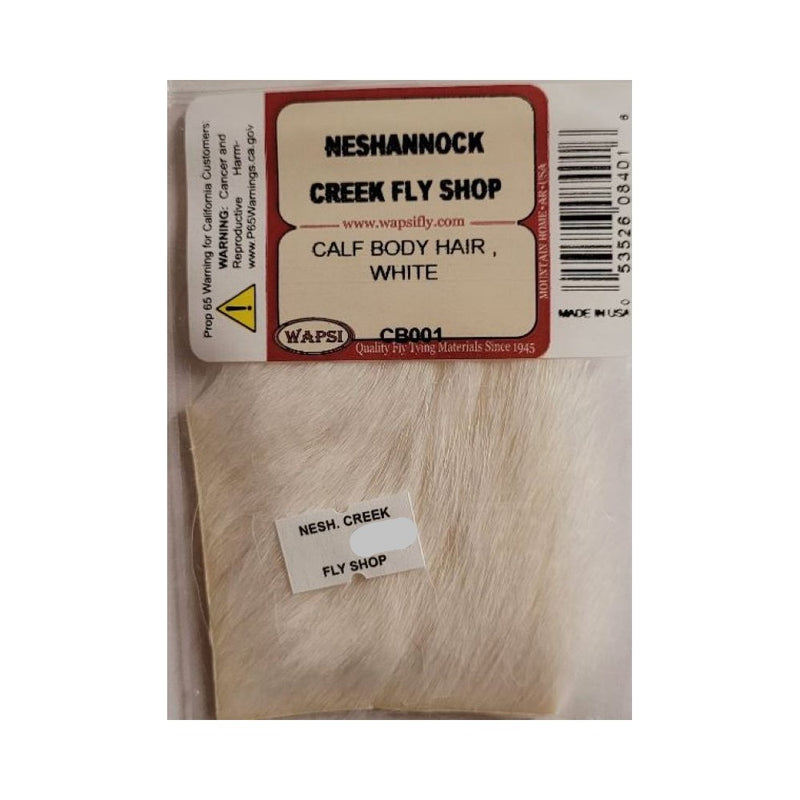 Prop 65 Warning for California Customers:
WARNING: Cancer and
Reproductive Harm-
www.P65Warnings.ca.gov
NESHANNOCK
CREEK FLY SHOP
www.wapsifly.com
CALF BODY HAIR ,
WHITE
WAPSI
CB001
Quality Fly Tying Materials Since 1945
MOUNTAIN HOME • AR • USA
0 53526 08401 6
MADE IN USA
NESH. CREEK
FLY SHOP